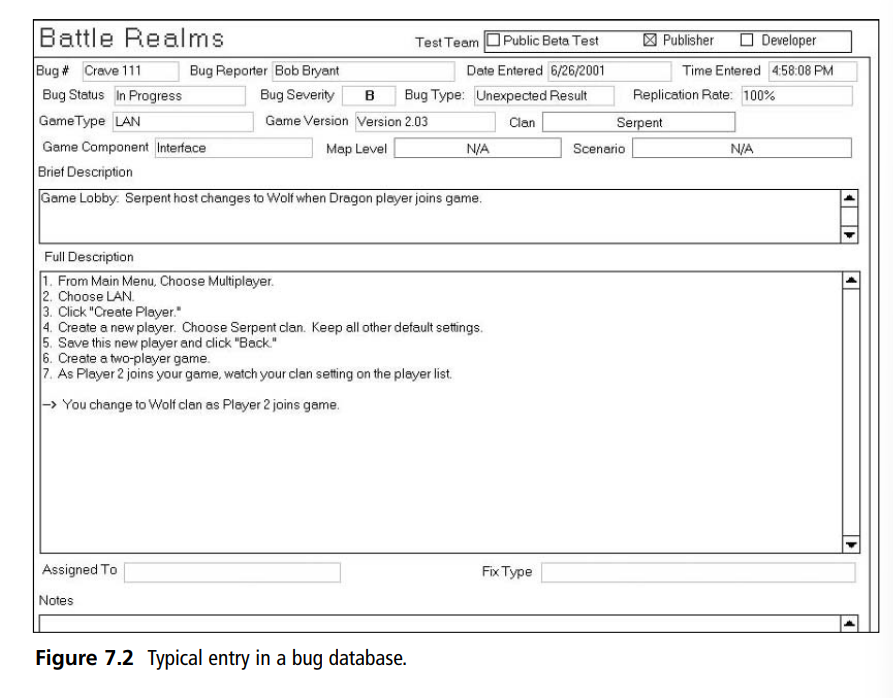 Battle Realms
Test Team Public Beta Test Publisher Developer
Bug # Crave 111 Bug Reporter Bob Bryant Date Entered 6/26/2001 Time Entered 4:58:08 PM
Bug Status In Progress Bug Severity B Bug Type: Unexpected Result Replication Rate: 100%
Game Type LAN Game Version Version 2.03 Clan Serpent
Game Component Interface Map Level N/A Scenario N/A
Brief Description
Game Lobby: Serpent host changes to Wolf when Dragon player joins game.
Full Description
1. From Main Menu, Choose Multiplayer.
2. Choose LAN.
3. Click "Create Player."
4. Create a new player. Choose Serpent clan. Keep all other default settings.
5. Save this new player and click "Back."
6. Create a two-player game.
7. As Player 2 joins your game, watch your clan setting on the player list.
--> You change to Wolf clan as Player 2 joins game.
Assigned To Fix Type
Notes
Figure 7.2 Typical entry in a bug database.